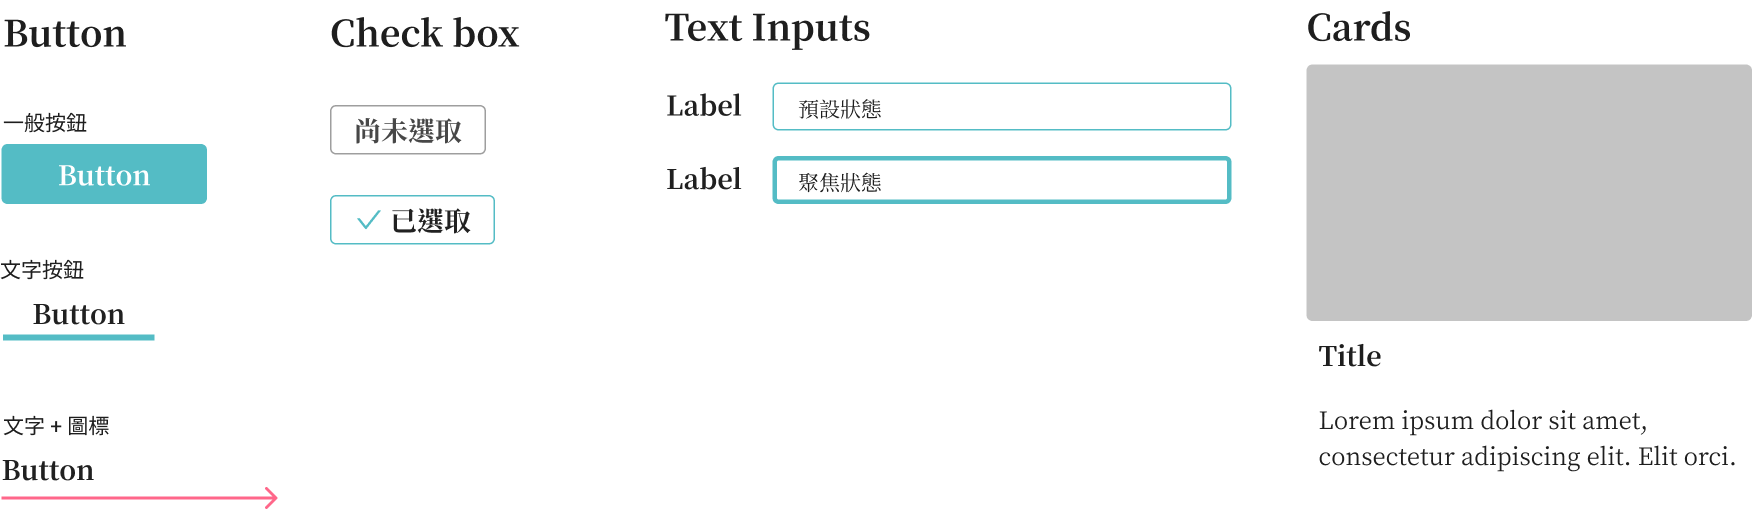 Button
一般按鈕
Button
文字按鈕
Button
文字 + 圖標
Button
Check box
尚未選取
已選取
Text Inputs
Label
預設狀態
Label
聚焦狀態
Cards
Title
Lorem ipsum dolor sit amet,
consectetur adipiscing elit. Elit orci.